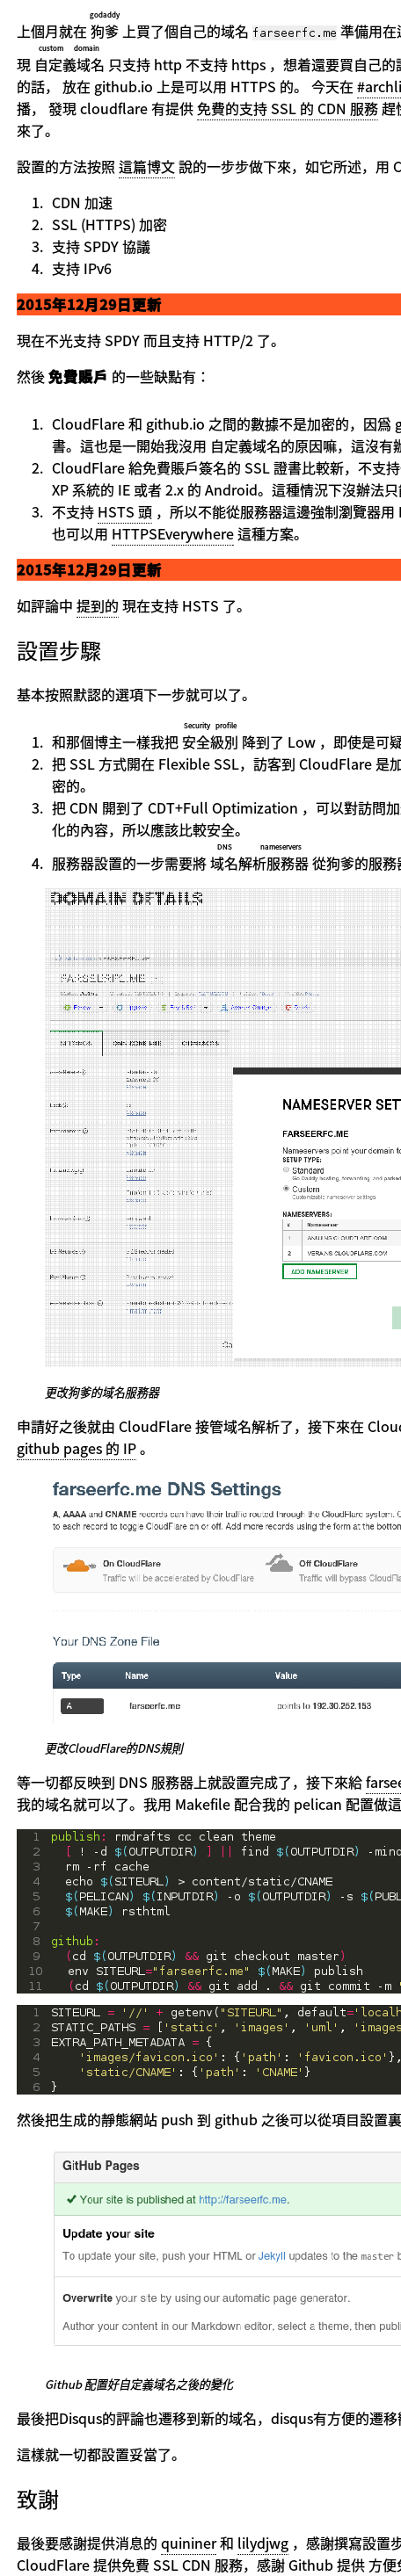 godaddy
上個月就在 狗爹 上買了個自己的域名 farseerfc.me 準備用在這
custom domain
現 自定義域名 只支持 http 不支持 https ，想着還要買自己的
的話， 放在 github.io 上是可以用 HTTPS 的。 今天在 #archli
播， 發現 cloudflare 有提供 免費的支持 SSL 的 CDN 服務 趕
來了。
設置的方法按照 這篇博文 說的一步步做下來，如它所述，用 C
1. CDN 加速
2. SSL (HTTPS) 加密
3. 支持 SPDY 協議
4. 支持 IPv6
2015年12月29日更新
現在不光支持 SPDY 而且支持 HTTP/2 了。
然後 免費賬戶 的一些缺點有：
1. CloudFlare 和 github.io 之間的數據不是加密的，因爲 g
書。這也是一開始我沒用 自定義域名的原因嘛，這沒有
2. CloudFlare 給免費賬戶簽名的 SSL 證書比較新，不支持
XP 系統的 IE 或者 2.x 的 Android。這種情況下沒辦法只
3. 不支持 HSTS 頭 ，所以不能從服務器這邊強制瀏覽器用
也可以用 HTTPSEverywhere 這種方案。
2015年12月29日更新
如評論中 提到的 現在支持 HSTS 了。
設置步驟
基本按照默認的選項下一步就可以了。
Security profile
1. 和那個博主一樣我把 安全級別 降到了 Low ，即使是可疑
2. 把 SSL 方式開在 Flexible SSL，訪客到 CloudFlare 是加
密的。
3. 把 CDN 開到了 CDT+Full Optimization ，可以對訪問加
化的內容，所以應該比較安全。
DNS nameservers
4. 服務器設置的一步需要將 域名解析服務器 從狗爹的服務
DOMAIN DETAILS
FARSEERFC.ME
NAMESERVER SET
FARSEERFC.ME
Nameservers point your domain to
SETUP TYPE:
Standard
Custom
Customizable nameserver settings
NAMESERVERS:
# Nameserver
1
2 VERA.NS.CLOUDFLARE.COM
ADD NAMESERVER
更改狗爹的域名服務器
申請好之後就由 CloudFlare 接管域名解析了，接下來在 Clou
github pages 的 IP 。
farseerfc.me DNS Settings
A, AAAA and CNAME records can have their traffic routed through the CloudFlare system. C
to each record to toggle CloudFlare on or off. Add more records using the form at the bottom
On CloudFlare
Traffic will be accelerated by CloudFlare
Off CloudFlare
Traffic will bypass CloudFla
Your DNS Zone File
Type Name Value
A farseerfc.me points to 192.30.252.153
更改CloudFlare的DNS規則
等一切都反映到 DNS 服務器上就設置完成了，接下來給 farsee
我的域名就可以了。我用 Makefile 配合我的 pelican 配置做這
1 publish: rmdrafts cc clean theme
2 [ ! -d $(OUTPUTDIR) ] || find $(OUTPUTDIR) -mind
3 rm -rf cache
4 echo $(SITEURL) > content/static/CNAME
5 $(PELICAN) $(INPUTDIR) -o $(OUTPUTDIR) -s $(PUBL
6 $(MAKE) rsthtml
7
8 github:
9 (cd $(OUTPUTDIR) && git checkout master)
10 env SITEURL="farseerfc.me" $(MAKE) publish
11 (cd $(OUTPUTDIR) && git add . && git commit -m "
1 SITEURL = '//' + getenv("SITEURL", default='localh
2 STATIC_PATHS = ['static', 'images', 'uml', 'images
3 EXTRA_PATH_METADATA = {
4 'images/favicon.ico': {'path': 'favicon.ico'},
5 'static/CNAME': {'path': 'CNAME'}
6 }
然後把生成的靜態網站 push 到 github 之後可以從項目設置裏
GitHub Pages
✔ Your site is published at http://farseerfc.me.
Update your site
To update your site, push your HTML or Jekyll updates to the master b
Overwrite your site by using our automatic page generator.
Author your content in our Markdown editor, select a theme, then publi
Github 配置好自定義域名之後的變化
最後把Disqus的評論也遷移到新的域名，disqus有方便的遷移
這樣就一切都設置妥當了。
致謝
最後要感謝提供消息的 quininer 和 lilydjwg ，感謝撰寫設置步
CloudFlare 提供免費 SSL CDN 服務，感謝 Github 提供 方便